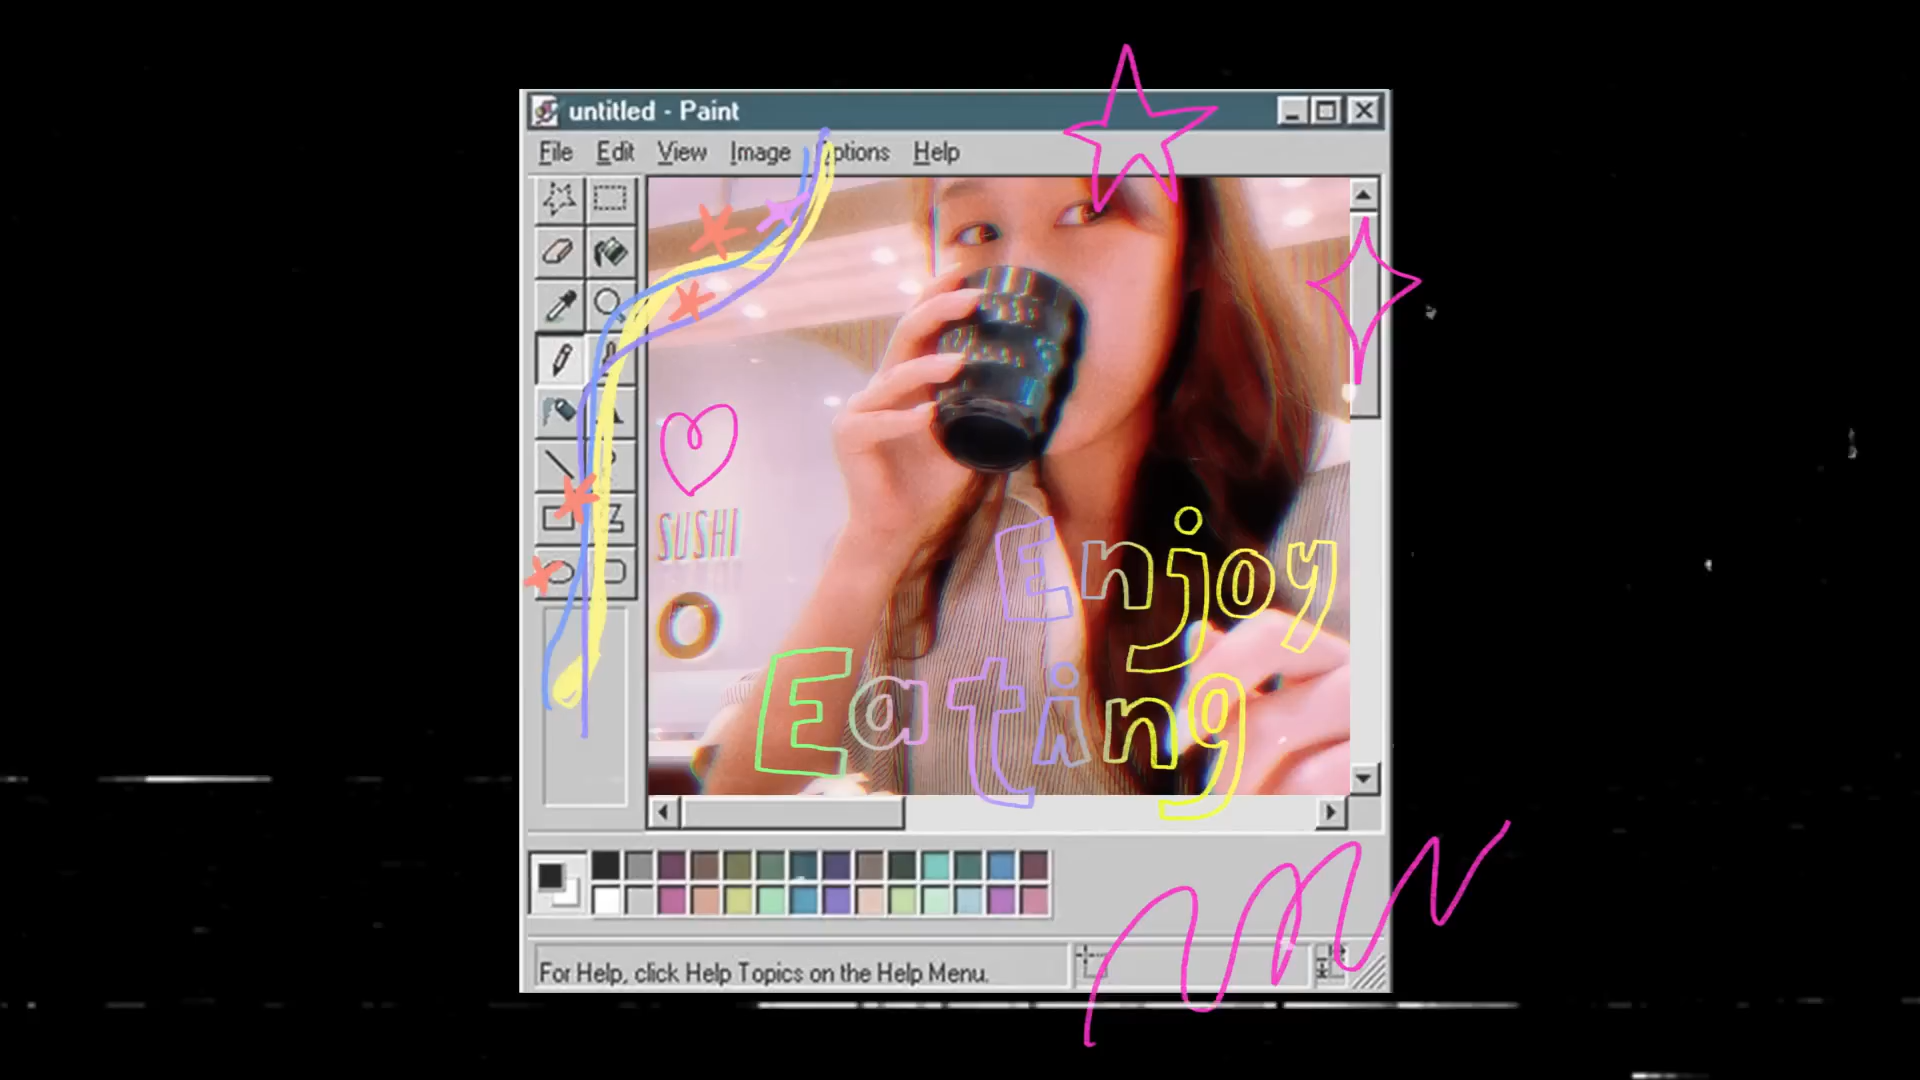 untitled - Paint
File Edit View Image Options Help
SUSHI
Enjoy
Eating
For Help, click Help Topics on the Help Menu.